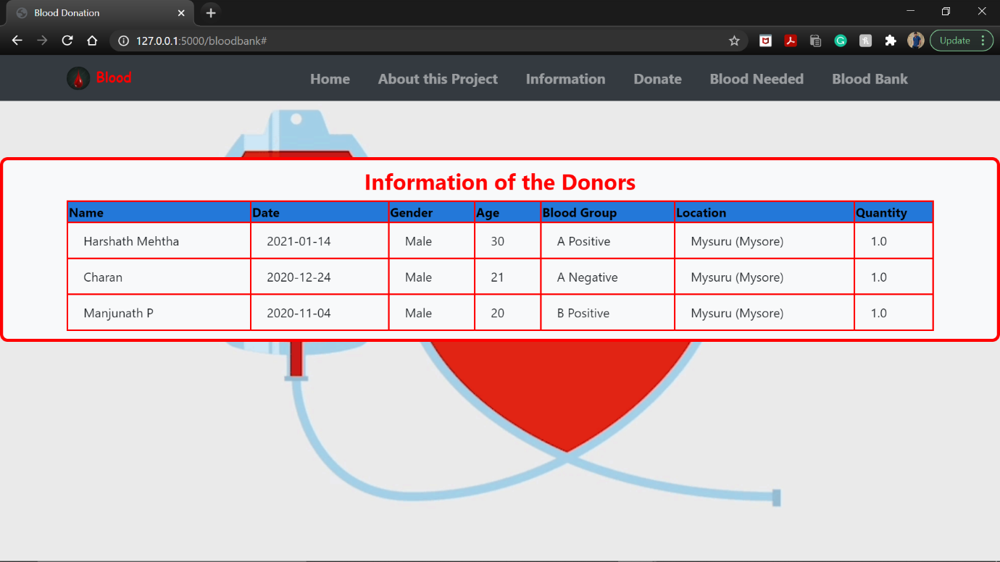 Blood Donation
127.0.0.1:5000/bloodbank#
Update
Blood Home About this Project Information Donate Blood Needed Blood Bank
Information of the Donors
Name Date Gender Age Blood Group Location Quantity
Harshath Mehtha 2021-01-14 Male 30 A Positive Mysuru (Mysore) 1.0
Charan 2020-12-24 Male 21 A Negative Mysuru (Mysore) 1.0
Manjunath P 2020-11-04 Male 20 B Positive Mysuru (Mysore) 1.0